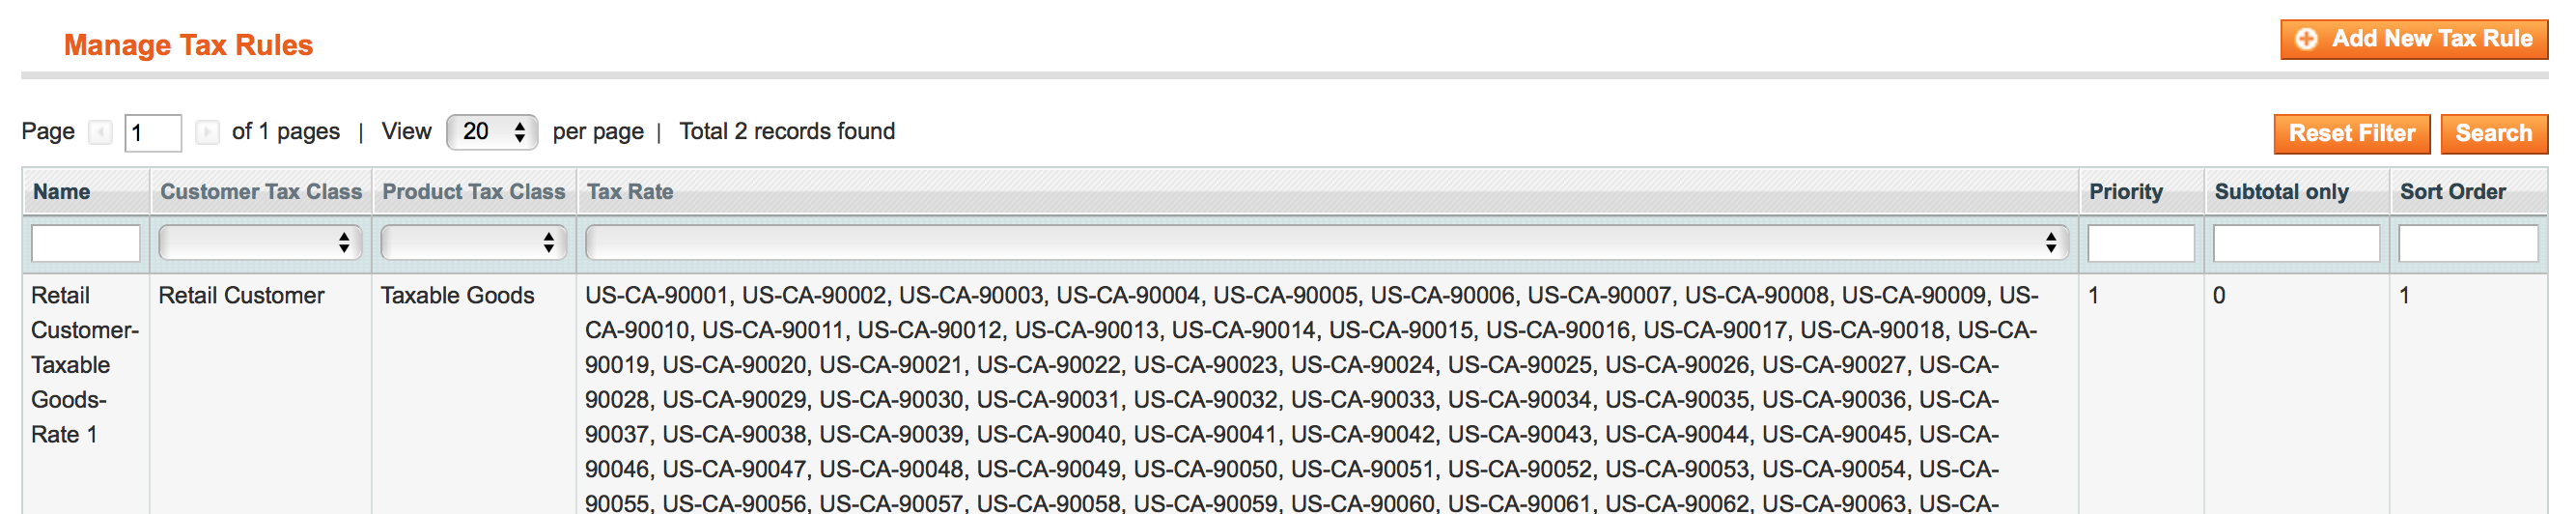 Manage Tax Rules
Add New Tax Rule
Page 1 of 1 pages | View 20 per page | Total 2 records found
Reset Filter Search
Name Customer Tax Class Product Tax Class Tax Rate Priority Subtotal only Sort Order
Retail
Customer-
Taxable
Goods-
Rate 1
Retail Customer
Taxable Goods
US-CA-90001, US-CA-90002, US-CA-90003, US-CA-90004, US-CA-90005, US-CA-90006, US-CA-90007, US-CA-90008, US-CA-90009, US-
CA-90010, US-CA-90011, US-CA-90012, US-CA-90013, US-CA-90014, US-CA-90015, US-CA-90016, US-CA-90017, US-CA-90018, US-CA-
90019, US-CA-90020, US-CA-90021, US-CA-90022, US-CA-90023, US-CA-90024, US-CA-90025, US-CA-90026, US-CA-90027, US-CA-
90028, US-CA-90029, US-CA-90030, US-CA-90031, US-CA-90032, US-CA-90033, US-CA-90034, US-CA-90035, US-CA-90036, US-CA-
90037, US-CA-90038, US-CA-90039, US-CA-90040, US-CA-90041, US-CA-90042, US-CA-90043, US-CA-90044, US-CA-90045, US-CA-
90046, US-CA-90047, US-CA-90048, US-CA-90049, US-CA-90050, US-CA-90051, US-CA-90052, US-CA-90053, US-CA-90054, US-CA-
90055, US-CA-90056, US-CA-90057, US-CA-90058, US-CA-90059, US-CA-90060, US-CA-90061, US-CA-90062, US-CA-90063, US-CA-
1
0
1